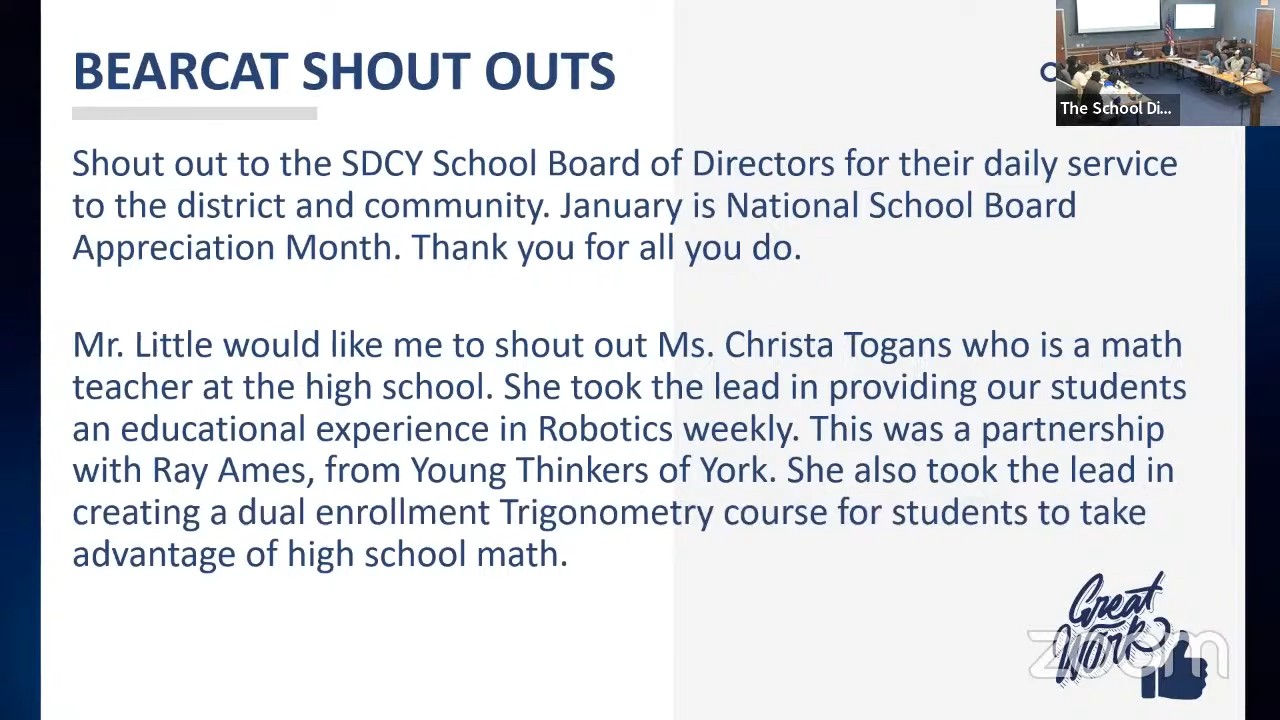 BEARCAT SHOUT OUTS
The School Di...
Shout out to the SDCY School Board of Directors for their daily service
to the district and community. January is National School Board
Appreciation Month. Thank you for all you do.
Mr. Little would like me to shout out Ms. Christa Togans who is a math
teacher at the high school. She took the lead in providing our students
an educational experience in Robotics weekly. This was a partnership
with Ray Ames, from Young Thinkers of York. She also took the lead in
creating a dual enrollment Trigonometry course for students to take
advantage of high school math.
Great
Work
zoom